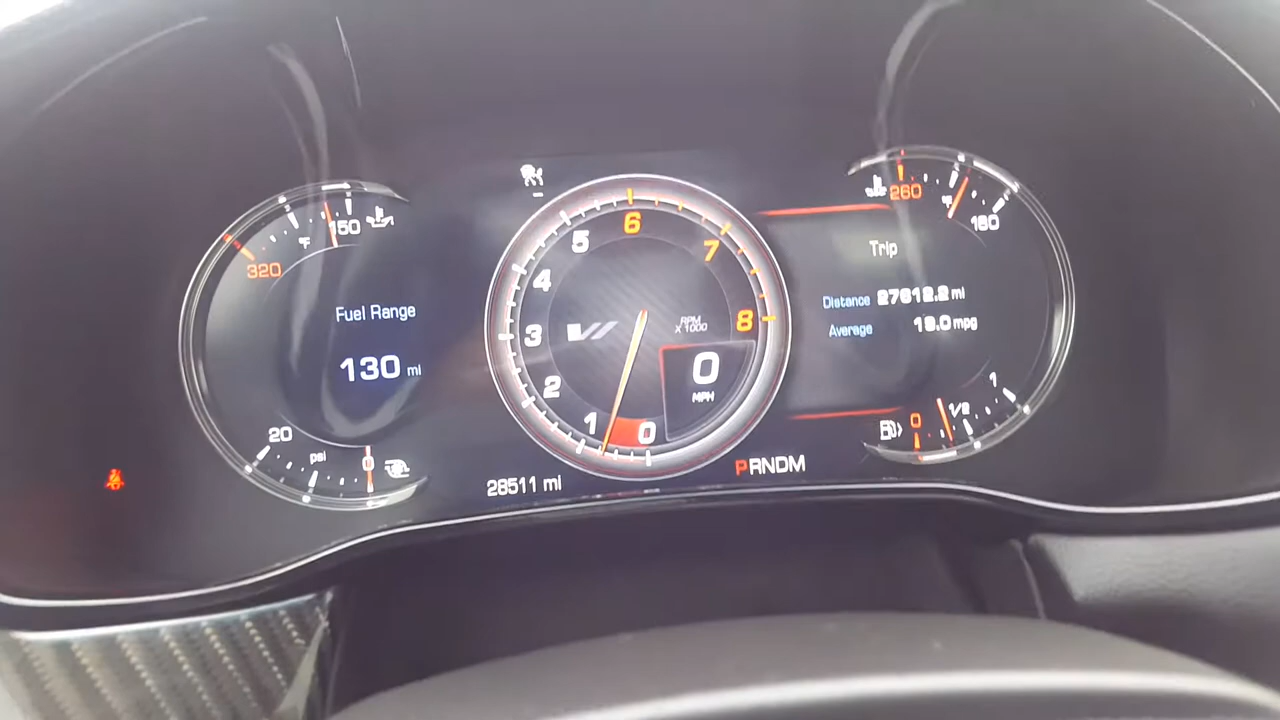 320
°F
150
Fuel Range
130 mi
20
psi
0
5
6
7
4
3
8
2
1
0
V
RPM
X 1000
0
MPH
28511 mi
PRNDM
260
°F
160
Trip
Distance 27612.2 mi
Average 19.0 mpg
0
1/2
1